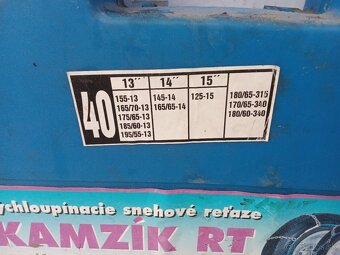 40
13" 14" 15"
155-13 145-14 125-15 180/65-315
165/70-13 165/65-14 170/65-340
175/65-13 180/60-340
185/60-13
195/55-13
ýchloupínacie snehové reťaze
KAMZÍK RT